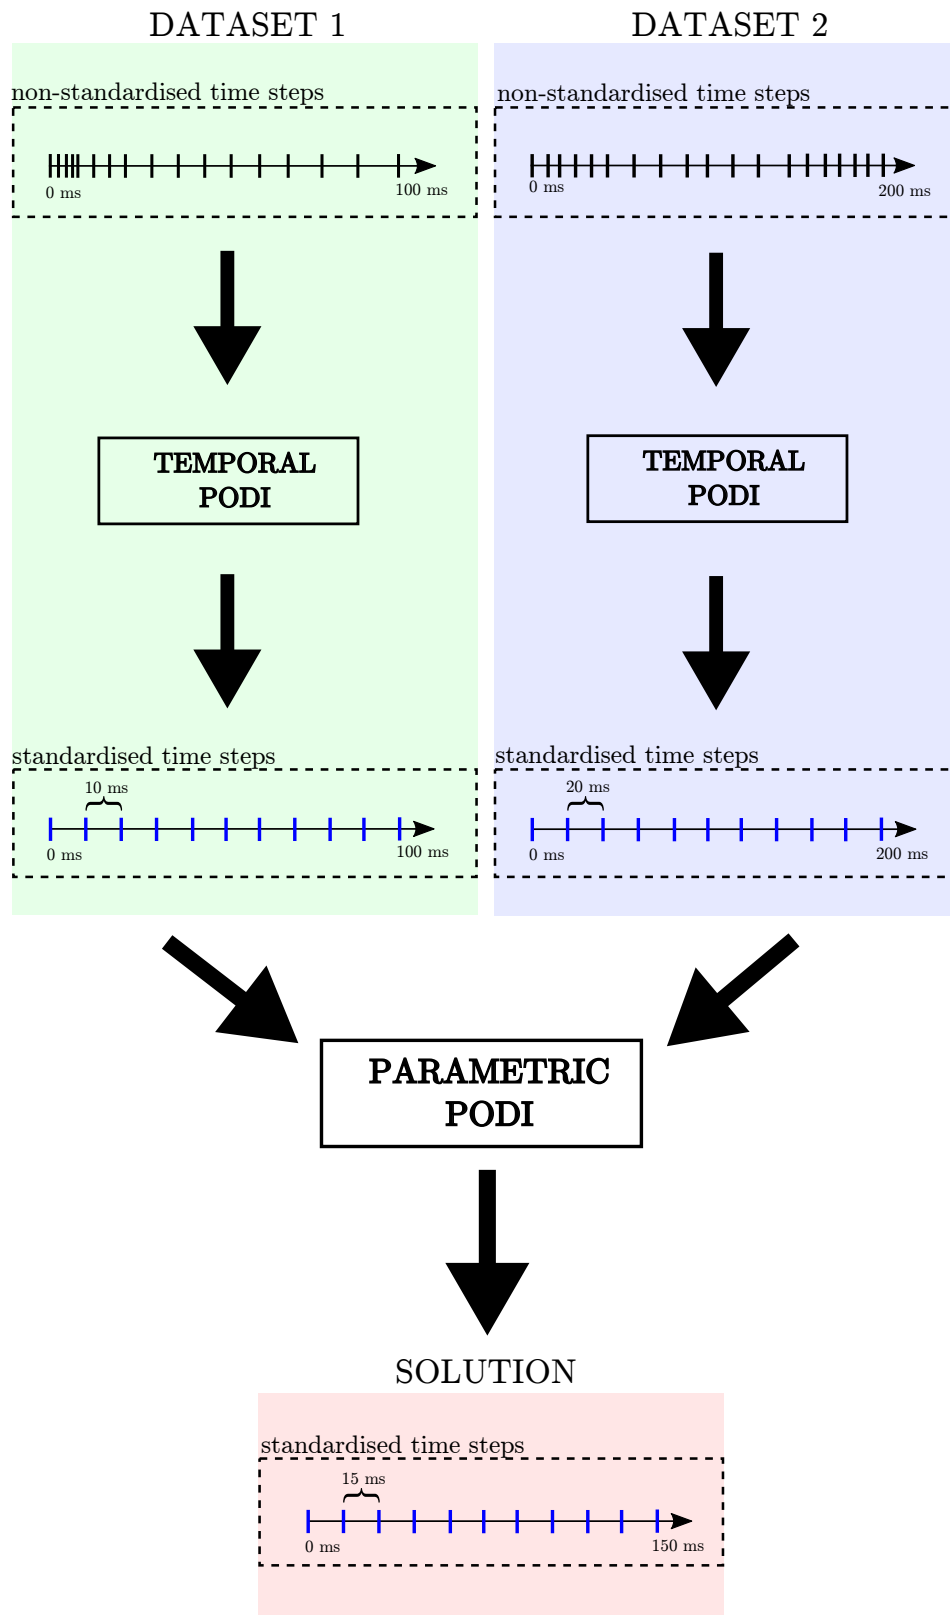 DATASET 1
non-standardised time steps
0 ms
100 ms
TEMPORAL
PODI
standardised time steps
10 ms
0 ms
100 ms
DATASET 2
non-standardised time steps
0 ms
200 ms
TEMPORAL
PODI
standardised time steps
20 ms
0 ms
200 ms
PARAMETRIC
PODI
SOLUTION
standardised time steps
15 ms
0 ms
150 ms